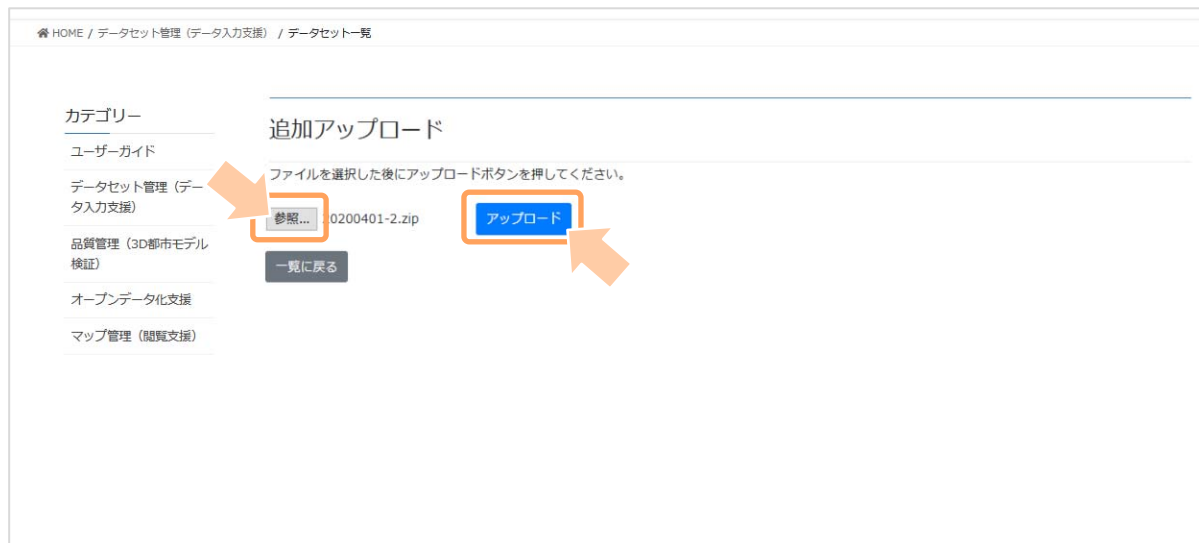 HOME / データセット管理（データ入力支援） / データセット一覧
カテゴリー
ユーザーガイド
データセット管理（デー
タ入力支援）
品質管理（3D都市モデル
検証）
オープンデータ化支援
マップ管理（閲覧支援）
追加アップロード
ファイルを選択した後にアップロードボタンを押してください。
参照... 20200401-2.zip アップロード
一覧に戻る